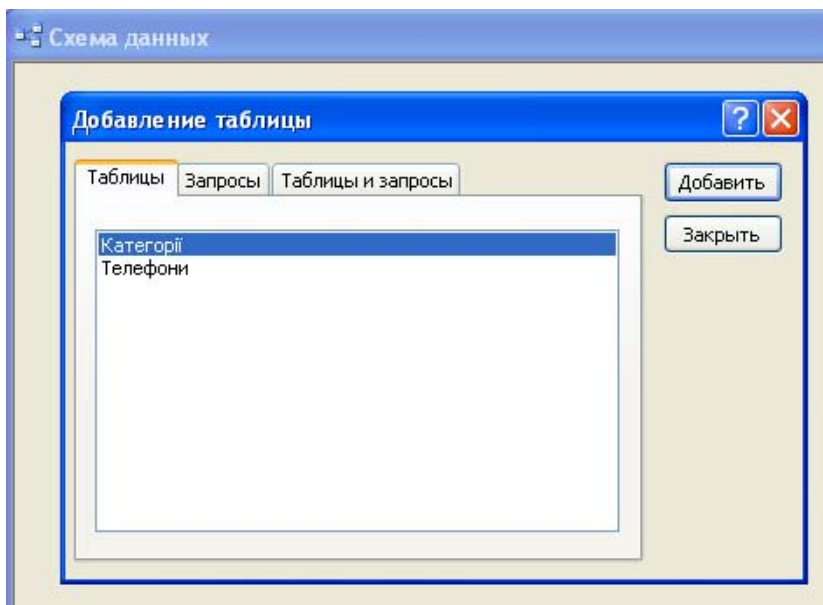 Схема данных
Добавление таблицы
Таблицы Запросы Таблицы и запросы
Добавить
Закрыть
Категорії
Телефони